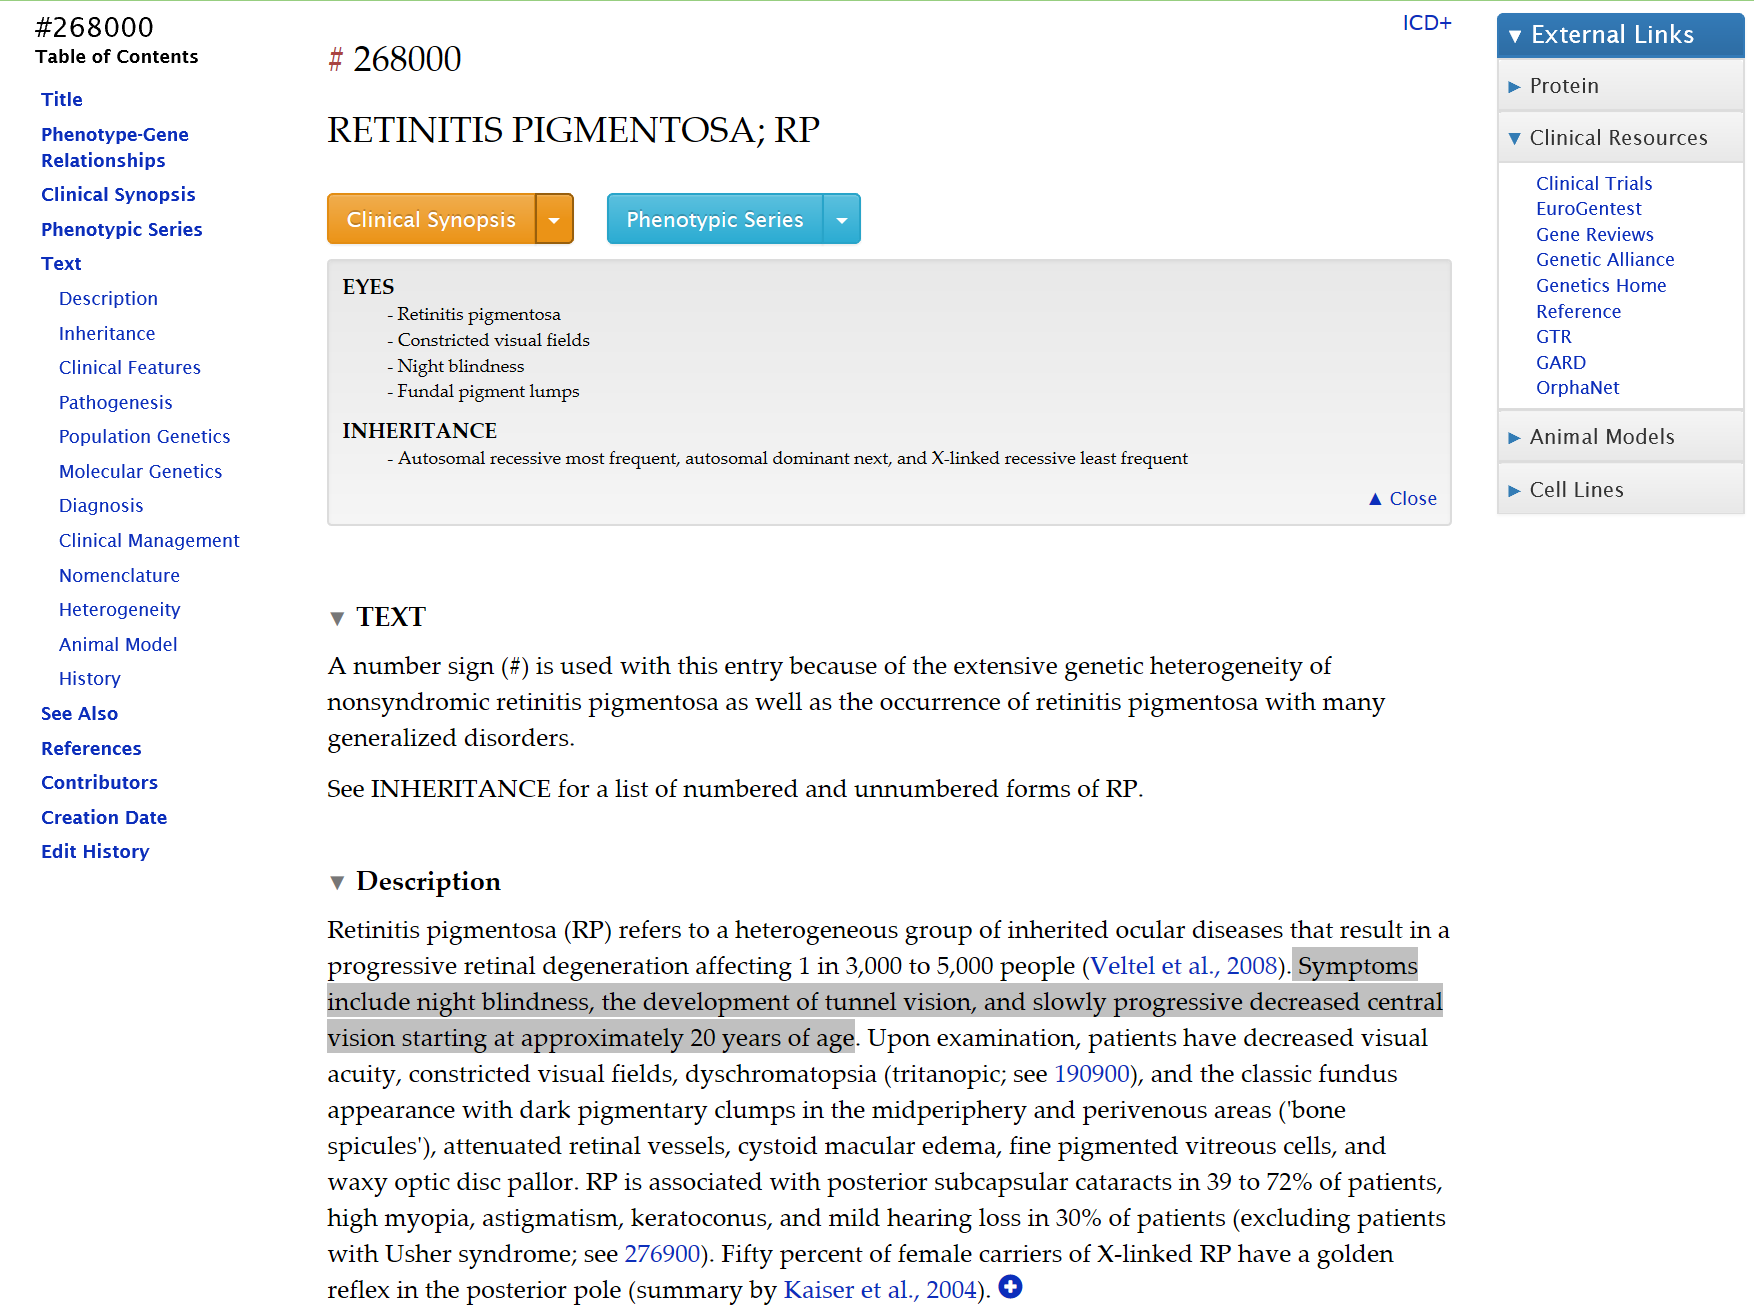 #268000
Table of Contents
Title
Phenotype-Gene
Relationships
Clinical Synopsis
Phenotypic Series
Text
Description
Inheritance
Clinical Features
Pathogenesis
Population Genetics
Molecular Genetics
Diagnosis
Clinical Management
Nomenclature
Heterogeneity
Animal Model
History
See Also
References
Contributors
Creation Date
Edit History
ICD+
# 268000
RETINITIS PIGMENTOSA; RP
Clinical Synopsis
Phenotypic Series
EYES
- Retinitis pigmentosa
- Constricted visual fields
- Night blindness
- Fundal pigment lumps
INHERITANCE
- Autosomal recessive most frequent, autosomal dominant next, and X-linked recessive least frequent
▲ Close
▼ TEXT
A number sign (#) is used with this entry because of the extensive genetic heterogeneity of
nonsyndromic retinitis pigmentosa as well as the occurrence of retinitis pigmentosa with many
generalized disorders.
See INHERITANCE for a list of numbered and unnumbered forms of RP.
▼ Description
Retinitis pigmentosa (RP) refers to a heterogeneous group of inherited ocular diseases that result in a
progressive retinal degeneration affecting 1 in 3,000 to 5,000 people (Veltel et al., 2008). Symptoms
include night blindness, the development of tunnel vision, and slowly progressive decreased central
vision starting at approximately 20 years of age. Upon examination, patients have decreased visual
acuity, constricted visual fields, dyschromatopsia (tritanopic; see 190900), and the classic fundus
appearance with dark pigmentary clumps in the midperiphery and perivenous areas ('bone
spicules'), attenuated retinal vessels, cystoid macular edema, fine pigmented vitreous cells, and
waxy optic disc pallor. RP is associated with posterior subcapsular cataracts in 39 to 72% of patients,
high myopia, astigmatism, keratoconus, and mild hearing loss in 30% of patients (excluding patients
with Usher syndrome; see 276900). Fifty percent of female carriers of X-linked RP have a golden
reflex in the posterior pole (summary by Kaiser et al., 2004).
▼ External Links
► Protein
▼ Clinical Resources
Clinical Trials
EuroGentest
Gene Reviews
Genetic Alliance
Genetics Home
Reference
GTR
GARD
OrphaNet
► Animal Models
► Cell Lines